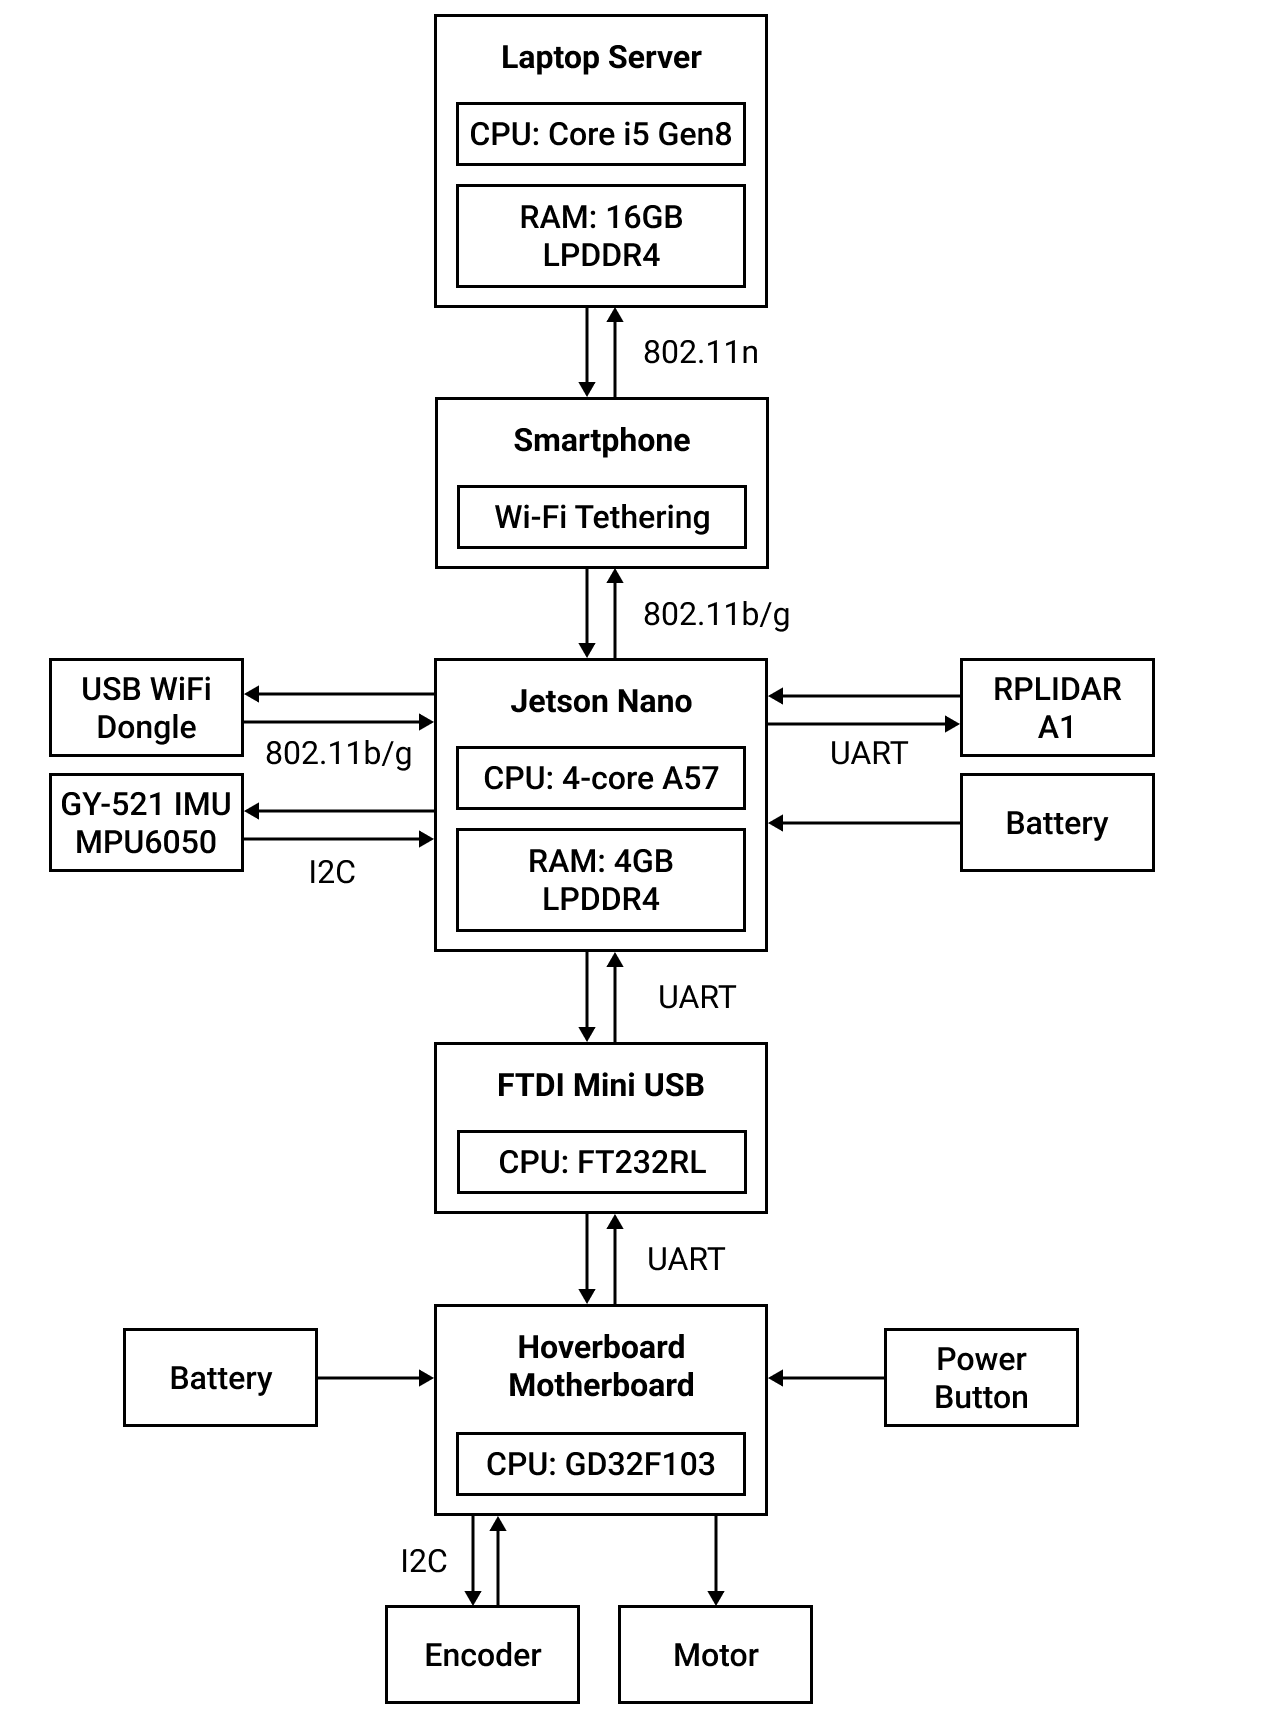 Laptop Server
CPU: Core i5 Gen8
RAM: 16GB
LPDDR4
802.11n
Smartphone
Wi-Fi Tethering
802.11b/g
USB WiFi
Dongle
802.11b/g
GY-521 IMU
MPU6050
I2C
Jetson Nano
CPU: 4-core A57
RAM: 4GB
LPDDR4
RPLIDAR
A1
UART
Battery
UART
FTDI Mini USB
CPU: FT232RL
UART
Battery
Hoverboard
Motherboard
CPU: GD32F103
Power
Button
I2C
Encoder
Motor